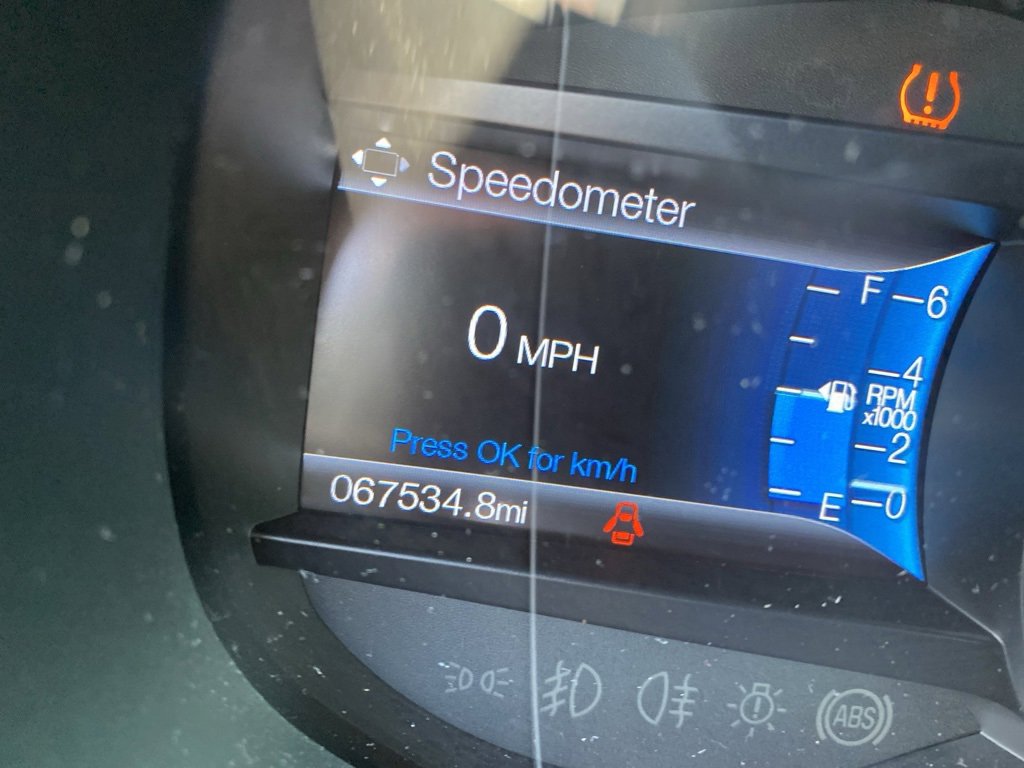 Speedometer
0 MPH
Press OK for km/h
067534.8mi
F
E
6
4
RPM
x1000
2
0
ABS